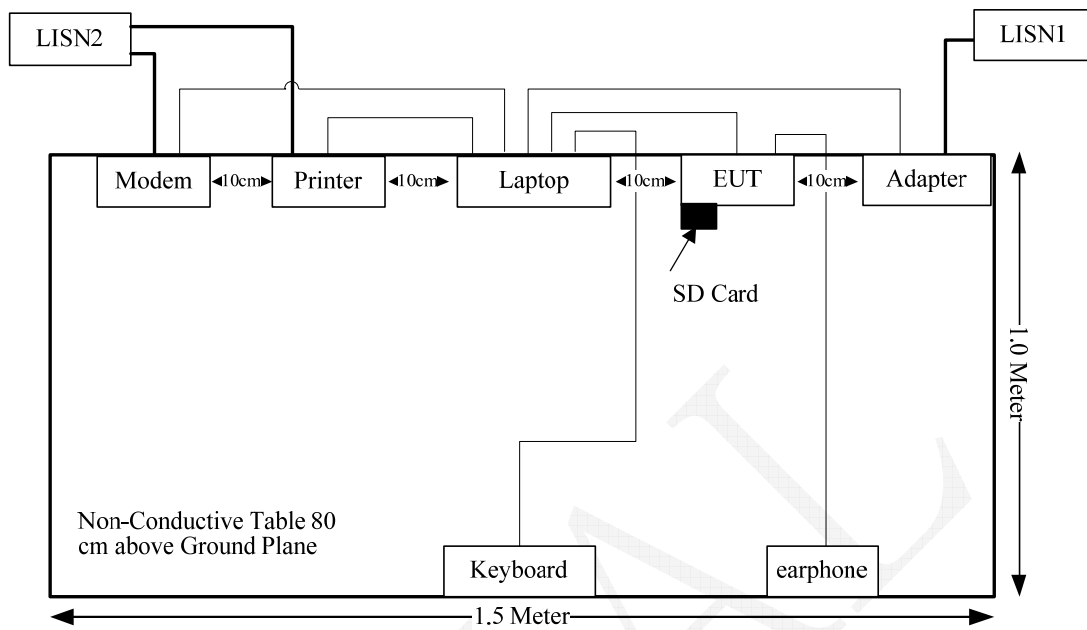 LISN2
LISN1
Modem
10cm
Printer
10cm
Laptop
10cm
EUT
10cm
Adapter
SD Card
1.0 Meter
Non-Conductive Table 80
cm above Ground Plane
Keyboard
earphone
1.5 Meter